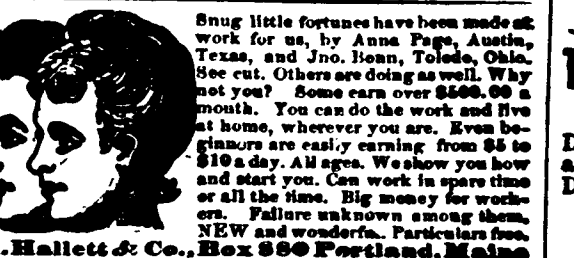 Snug little fortunes have been made at
work for us, by Anna Page, Austin,
Texas, and Jno. Bonn, Toledo, Ohio.
See cut. Others are doing as well. Why
not you? Some earn over $500.00 a
month. You can do the work and live
at home, wherever you are. Even be-
ginners are easily earning from $5 to
$10 a day. All ages. We show you how
and start you. Can work in spare time
or all the time. Big money for work-
ers. Failure unknown among them.
NEW and wonderful. Particulars free.
.Hallett & Co., Box 880 Portland, Maine